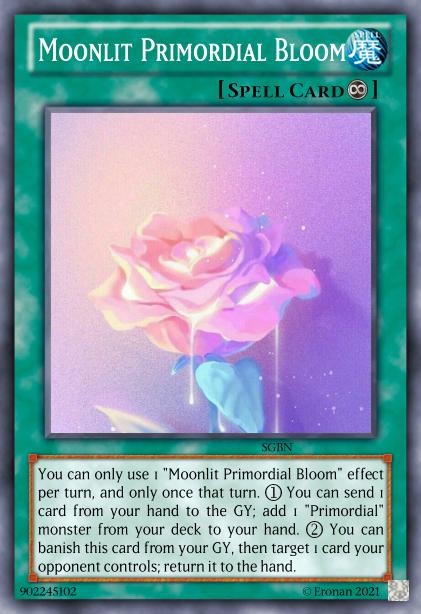 Moonlit Primordial Bloom
SPELL
魔
[Spell Card]
SGBN
You can only use 1 "Moonlit Primordial Bloom" effect
per turn, and only once that turn. ① You can send 1
card from your hand to the GY; add 1 "Primordial"
monster from your deck to your hand. ② You can
banish this card from your GY, then target 1 card your
opponent controls; return it to the hand.
902245102
© Eronan 2021